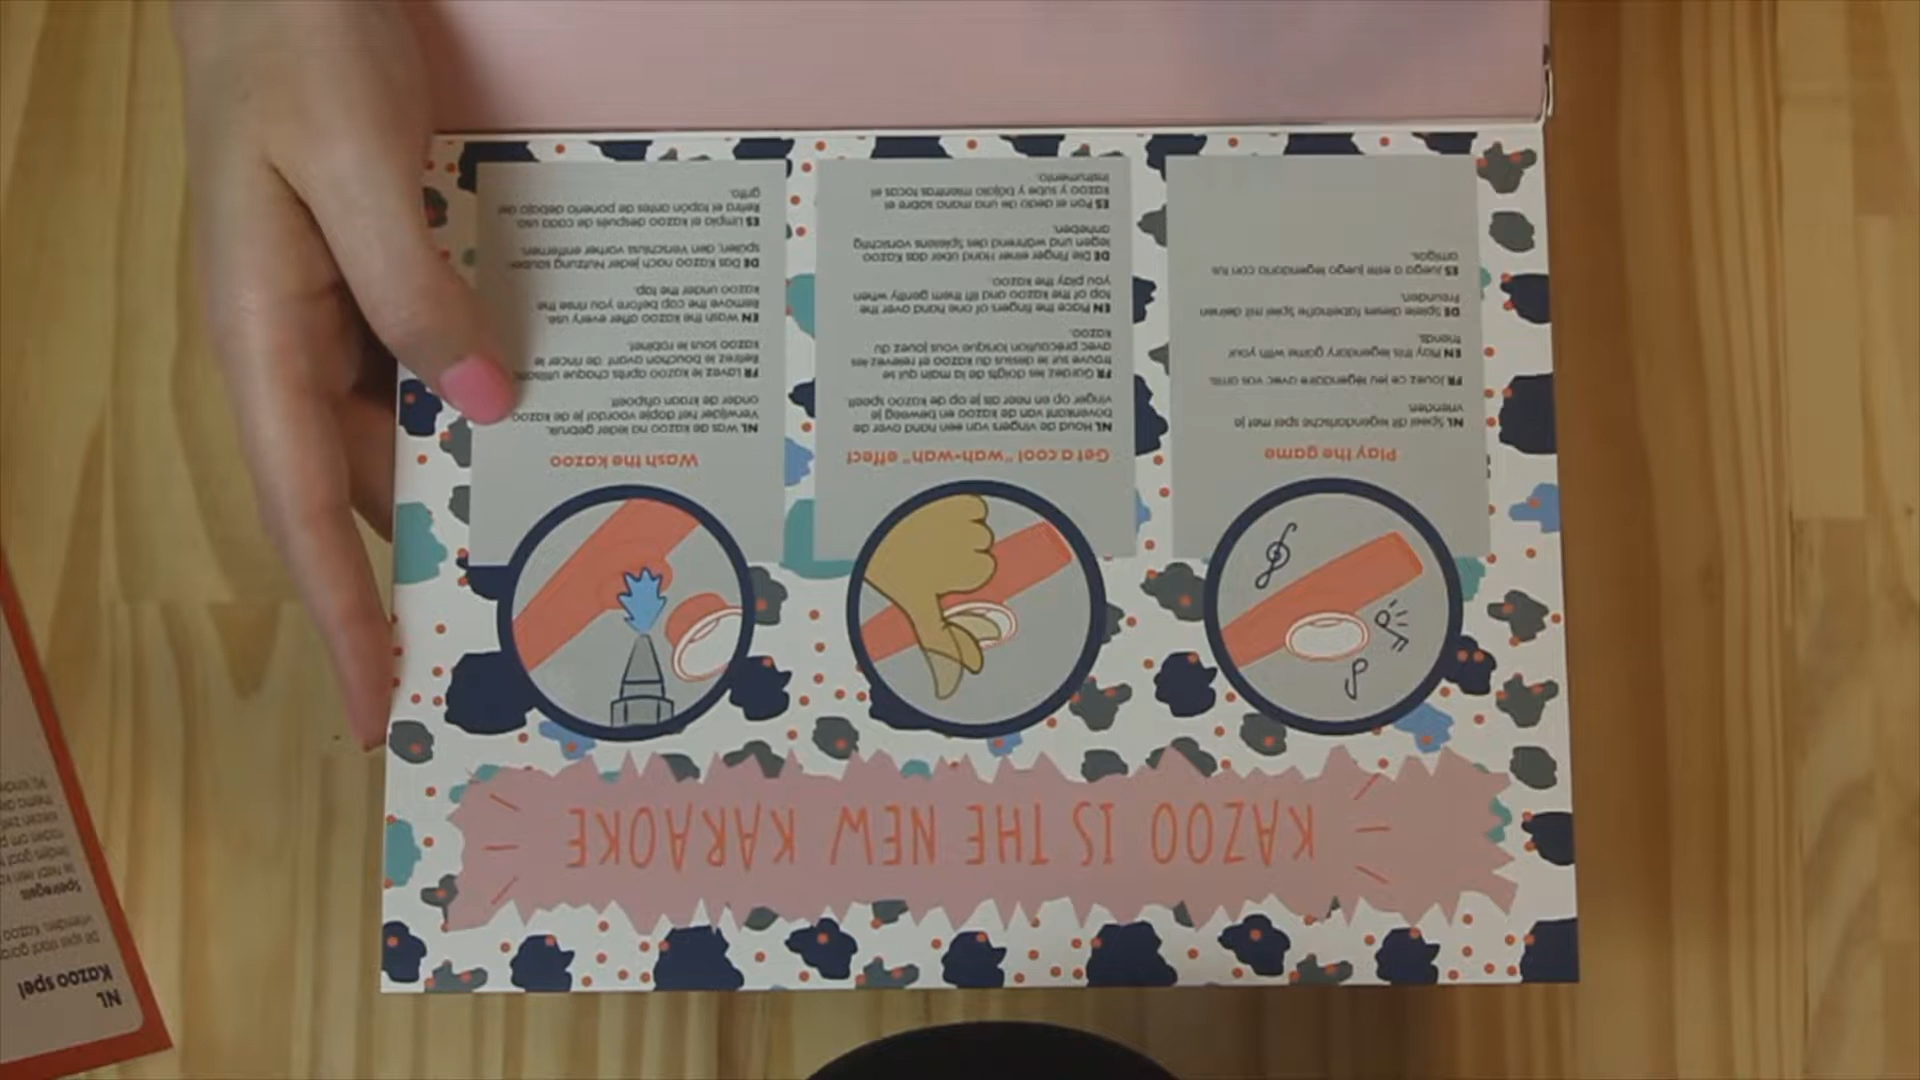 KAZOO IS THE NEW KARAOKE
Play the game
NL Speel dit legendarische spel met je
vrienden.
FR Jouez ce jeu légendaire avec vos amis.
EN Play this legendary game with your
friends.
DE Spiele dieses fabelhafte Spiel mit deinen
Freunden.
ES Juega a este juego legendario con tus
amigos.
Get a cool "wah-wah" effect
NL Houd de vingers van een hand over de
bovenkant van de kazoo en beweeg je
vinger op en neer als je op de kazoo speelt.
FR Gardez les doigts de la main qui se
trouve sur le dessus du kazoo et relevez les
avec précaution lorsque vous jouez du
kazoo.
EN Place the fingers of one hand over the
top of the kazoo and lift them gently when
you play the kazoo.
DE Die Finger einer Hand über das Kazoo
legen und während des Spielens vorsichtig
anheben.
ES Pon el dedo de una mano sobre el
kazoo y sube y bájalo mientras tocas el
instrumento.
Wash the kazoo
NL Was de kazoo na ieder gebruik.
Verwijder het dopje voordat je de kazoo
onder de kraan afspoelt.
FR Lavez le kazoo après chaque
Retirez le bouchon avant de rincer le
kazoo sous le robinet.
EN Wash the kazoo after every use.
Remove the cap before you rinse the
kazoo under the tap.
DE Das Kazoo nach jeder Nutzung sauber
spülen, den Verschluss vorher entfernen.
ES Limpia el kazoo después de cada uso.
Retira el tapón antes de ponerlo debajo del
grifo.
NL
Kazoo spel
De spel start
vrienden. Kazoo
Spelregels